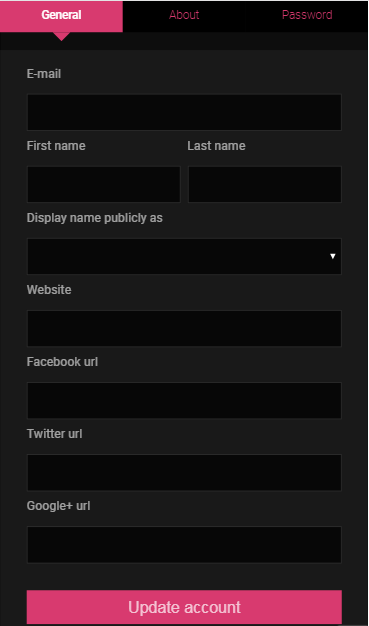 General About Password
E-mail
First name Last name
Display name publicly as
Website
Facebook url
Twitter url
Google+ url
Update account